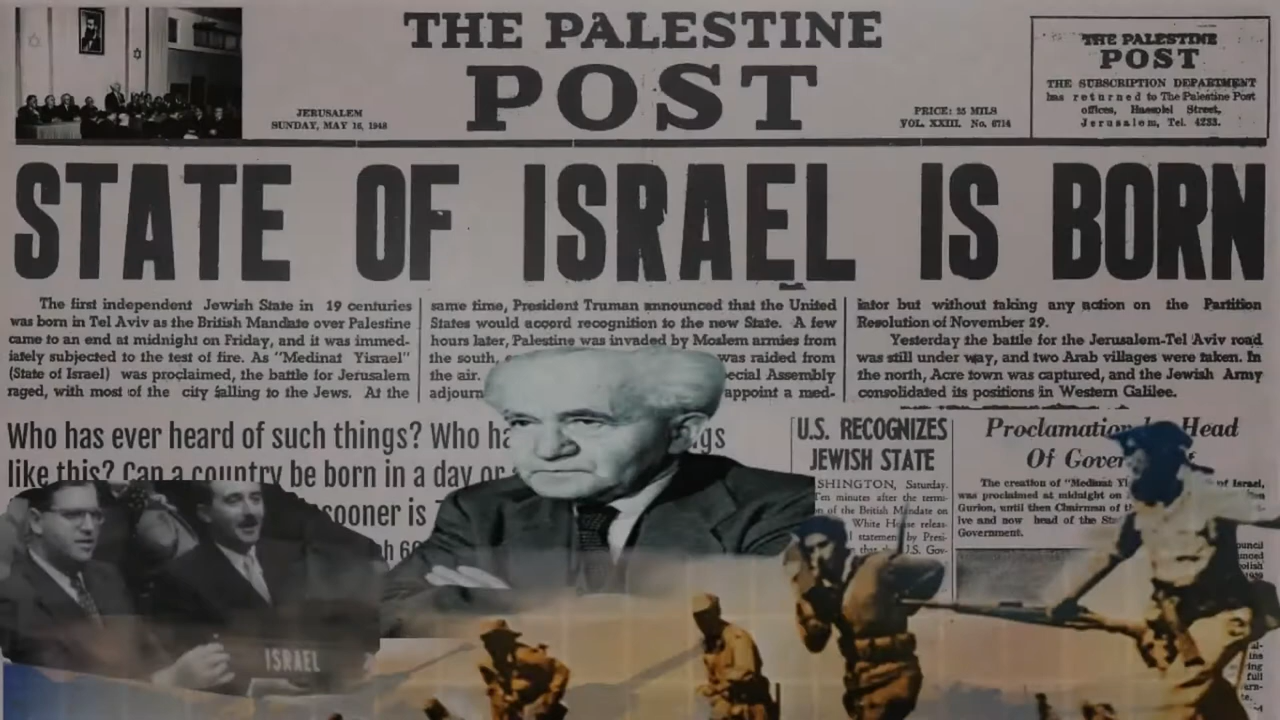 THE PALESTINE
POST
JERUSALEM
SUNDAY, MAY 16, 1948
PRICE: 25 MILS
VOL. XXIII. No. 6714
THE PALESTINE
POST
THE SUBSCRIPTION DEPARTMENT
has returned to The Palestine Post
offices, Hassolel Street,
Jerusalem, Tel. 4233.
STATE OF ISRAEL IS BORN
The first independent Jewish State in 19 centuries
was born in Tel Aviv as the British Mandate over Palestine
came to an end at midnight on Friday, and it was immed-
iately subjected to the test of fire. As "Medinat Yisrael"
(State of Israel) was proclaimed, the battle for Jerusalem
raged, with most of the city falling to the Jews. At the
same time, President Truman announced that the United
States would accord recognition to the new State. A few
hours later, Palestine was invaded by Moslem armies from
the south, was raided from
the air. ecial Assembly
adjourn appoint a med-
iator but without taking any action on the Partition
Resolution of November 29.
Yesterday the battle for the Jerusalem-Tel Aviv road
was still under way, and two Arab villages were taken. In
the north, Acre town was captured, and the Jewish Army
consolidated its positions in Western Galilee.
Who has ever heard of such things? Who ha gs
like this? Can a country be born in a day or
sooner is
h 66
U.S. RECOGNIZES
JEWISH STATE
SHINGTON, Saturday.
Ten minutes after the termi-
on of the British Mandate on
White House releas-
statement by Presi-
that U.S. Gov-
Proclamation Head
Of Gover
The creation of "Medinat Yi of Israel,
was proclaimed at midnight on
Gurion, until then Chairman of
ive and now head of the Sta
Government.
ISRAEL